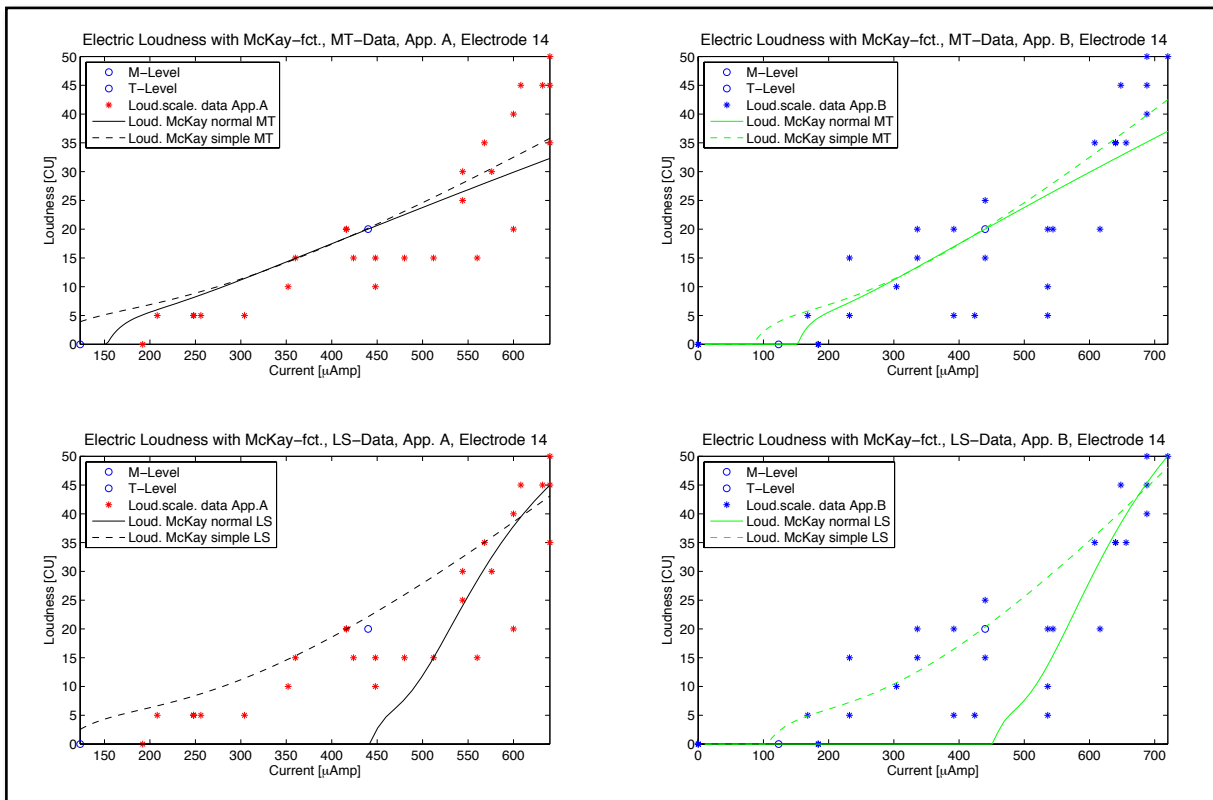 Electric Loudness with McKay−fct., MT−Data, App. A, Electrode 14
50
45
40
35
30
25
20
15
10
5
0
Loudness [CU]
M−Level
T−Level
Loud.scale. data App.A
Loud. McKay normal MT
Loud. McKay simple MT
150 200 250 300 350 400 450 500 550 600
Current [μAmp]
Electric Loudness with McKay−fct., MT−Data, App. B, Electrode 14
50
45
40
35
30
25
20
15
10
5
0
Loudness [CU]
M−Level
T−Level
Loud.scale. data App.B
Loud. McKay normal MT
Loud. McKay simple MT
0 100 200 300 400 500 600 700
Current [μAmp]
Electric Loudness with McKay−fct., LS−Data, App. A, Electrode 14
50
45
40
35
30
25
20
15
10
5
0
Loudness [CU]
M−Level
T−Level
Loud.scale. data App.A
Loud. McKay normal LS
Loud. McKay simple LS
150 200 250 300 350 400 450 500 550 600
Current [μAmp]
Electric Loudness with McKay−fct., LS−Data, App. B, Electrode 14
50
45
40
35
30
25
20
15
10
5
0
Loudness [CU]
M−Level
T−Level
Loud.scale. data App.B
Loud. McKay normal LS
Loud. McKay simple LS
0 100 200 300 400 500 600 700
Current [μAmp]